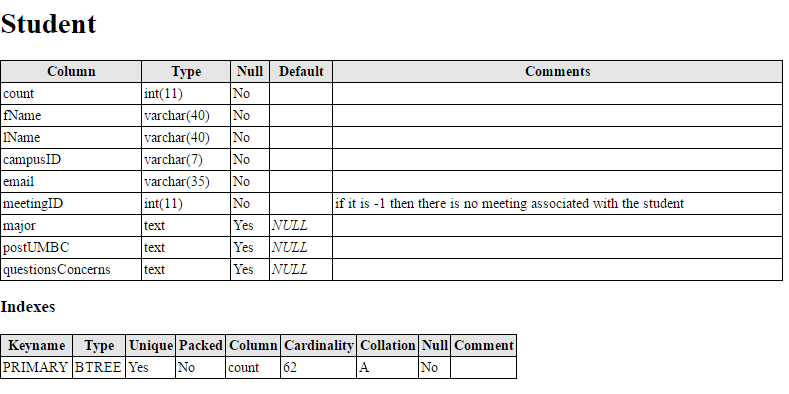 Student
Column Type Null Default Comments
count int(11) No
fName varchar(40) No
lName varchar(40) No
campusID varchar(7) No
email varchar(35) No
meetingID int(11) No if it is -1 then there is no meeting associated with the student
major text Yes NULL
postUMBC text Yes NULL
questionsConcerns text Yes NULL
Indexes
Keyname Type Unique Packed Column Cardinality Collation Null Comment
PRIMARY BTREE Yes No count 62 A No